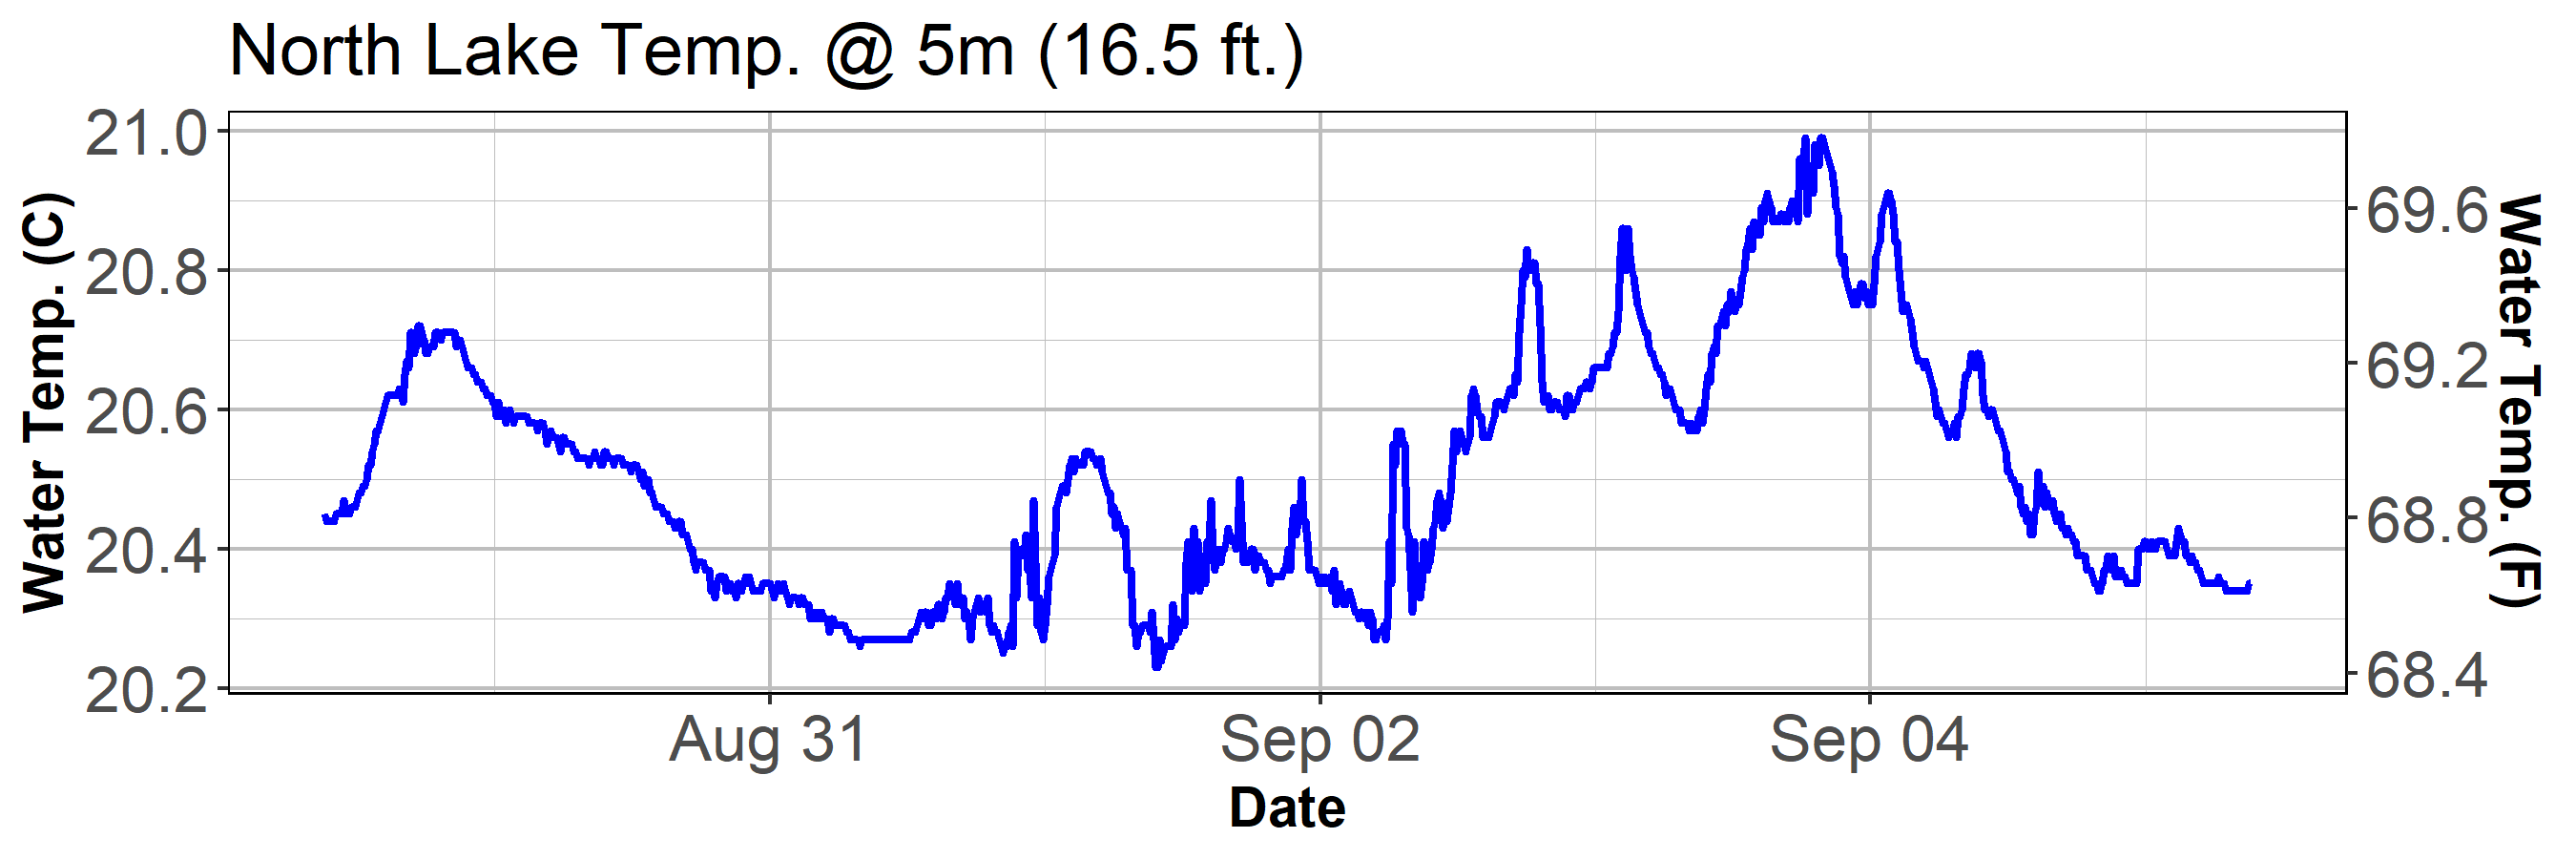 North Lake Temp. @ 5m (16.5 ft.)
Water Temp. (C)
21.0
20.8
20.6
20.4
20.2
69.6
69.2
68.8
68.4
Water Temp. (F)
Aug 31
Sep 02
Sep 04
Date